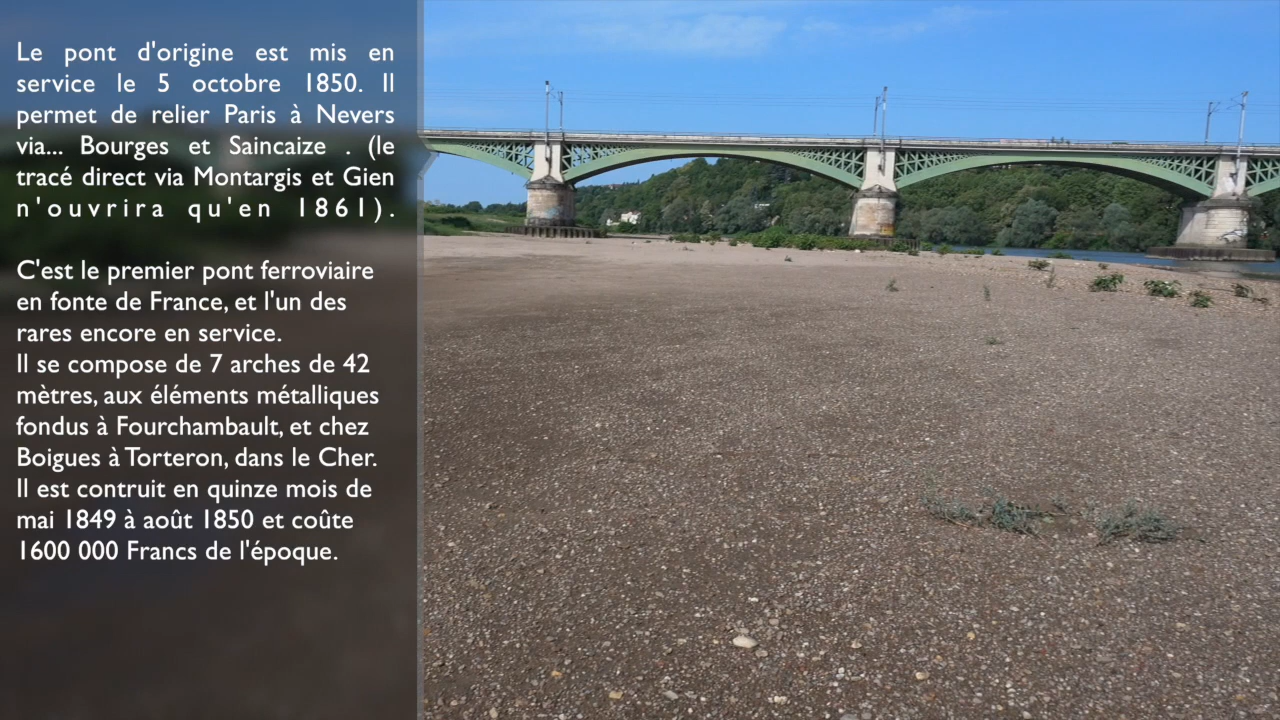 Le pont d'origine est mis en
service le 5 octobre 1850. Il
permet de relier Paris à Nevers
via... Bourges et Saincaize . (le
tracé direct via Montargis et Gien
n'ouvrira qu'en 1861).
C'est le premier pont ferroviaire
en fonte de France, et l'un des
rares encore en service.
Il se compose de 7 arches de 42
mètres, aux éléments métalliques
fondus à Fourchambault, et chez
Boigues à Torteron, dans le Cher.
Il est contruit en quinze mois de
mai 1849 à août 1850 et coûte
1600 000 Francs de l'époque.